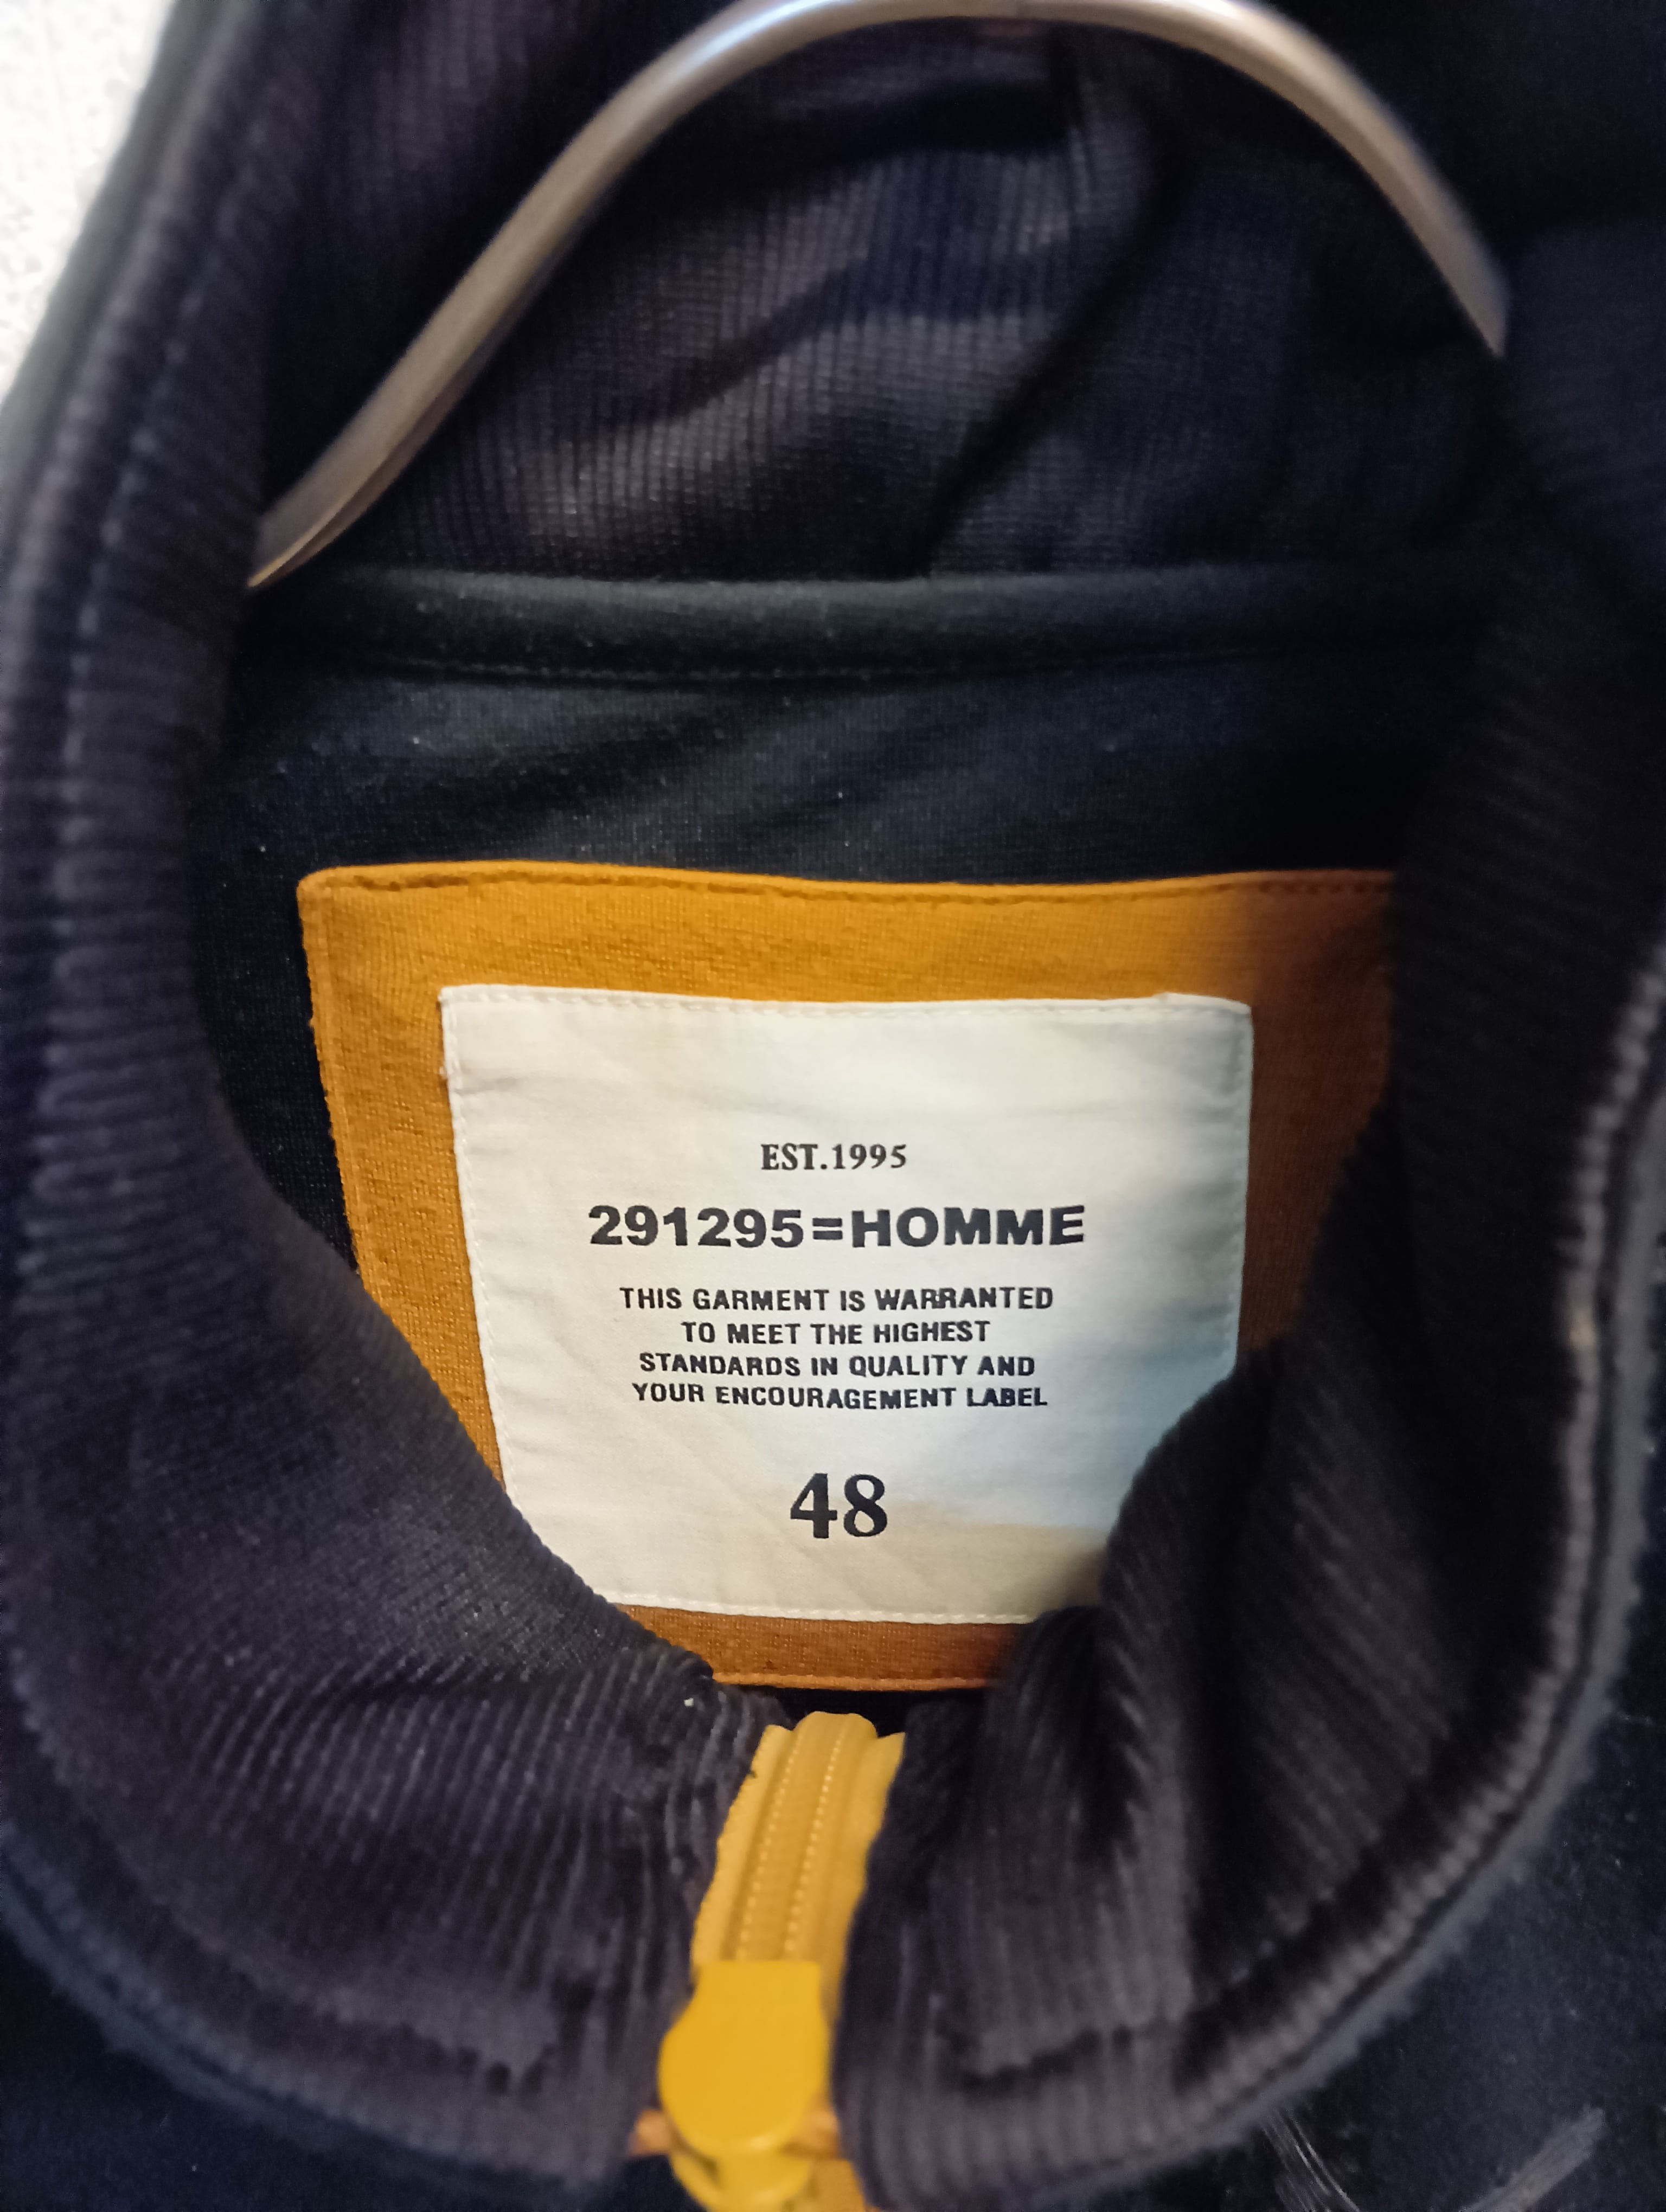 EST.1995
291295=HOMME
THIS GARMENT IS WARRANTED
TO MEET THE HIGHEST
STANDARDS IN QUALITY AND
YOUR ENCOURAGEMENT LABEL
48